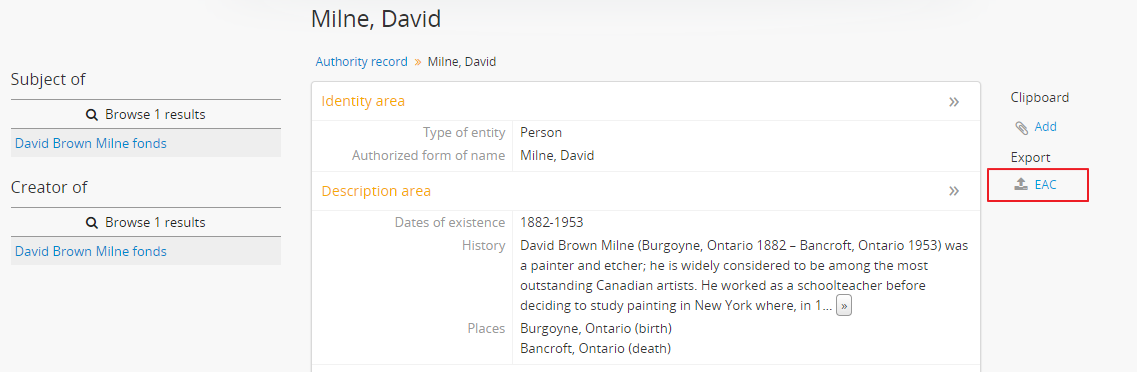 Milne, David
Authority record » Milne, David
Subject of
Browse 1 results
David Brown Milne fonds
Creator of
Browse 1 results
David Brown Milne fonds
Identity area »
Type of entity Person
Authorized form of name Milne, David
Description area »
Dates of existence 1882-1953
History David Brown Milne (Burgoyne, Ontario 1882 – Bancroft, Ontario 1953) was
a painter and etcher; he is widely considered to be among the most
outstanding Canadian artists. He worked as a schoolteacher before
deciding to study painting in New York where, in 1... »
Places Burgoyne, Ontario (birth)
Bancroft, Ontario (death)
Clipboard
Add
Export
EAC